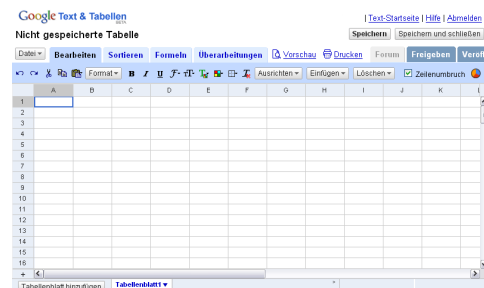 Google Text & Tabellen
BETA
| Text-Startseite | Hilfe | Abmelden
Nicht gespeicherte Tabelle
Speichern Speichern und schließen
Datei Bearbeiten Sortieren Formeln Überarbeitungen Vorschau Drucken Forum Freigeben Veröff
Format B I U F T T Ausrichten Einfügen Löschen Zeilenumbruch
A B C D E F G H I J K L
1
2
3
4
5
6
7
8
9
10
11
12
13
14
15
16
+
Tabellenblatt hinzufügen Tabellenblatt1